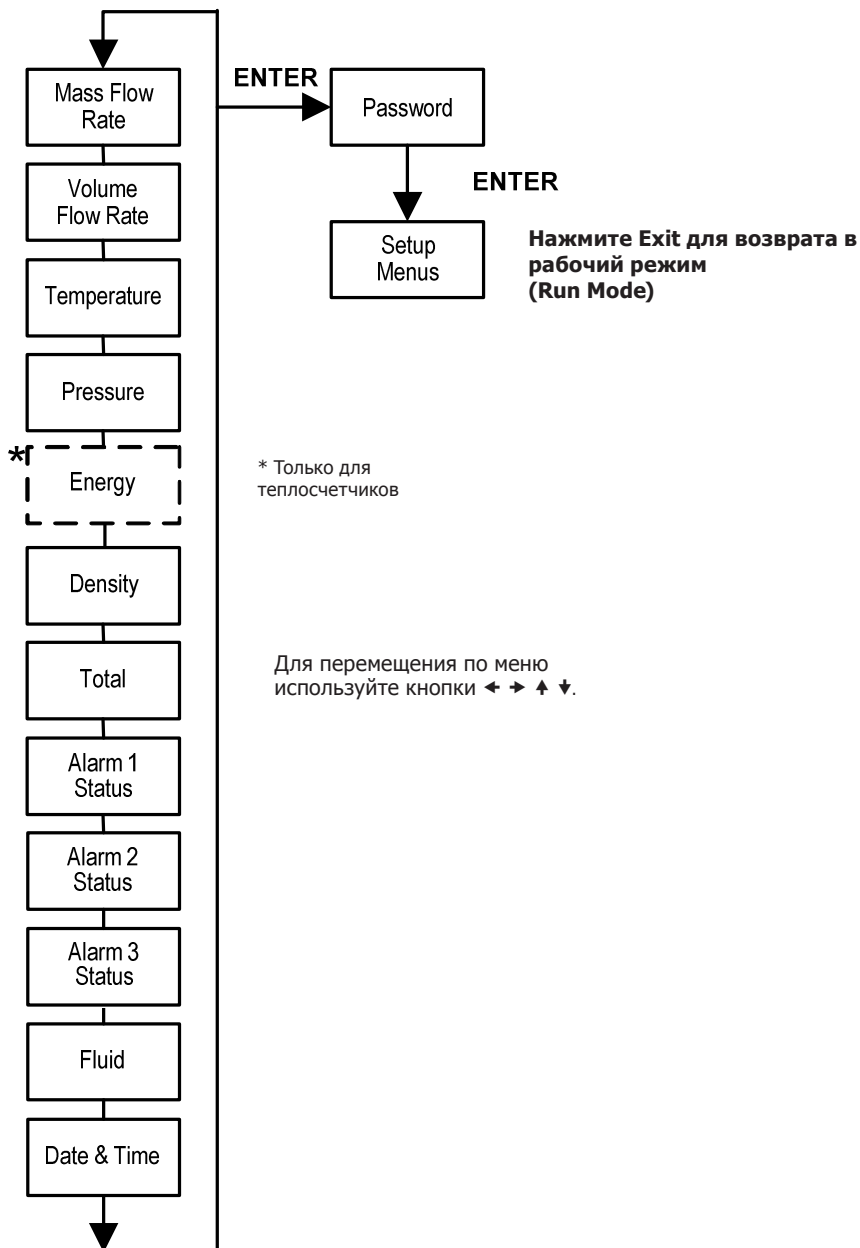 Mass Flow
Rate
ENTER
Password
Volume
Flow Rate
ENTER
Setup
Menus
Нажмите Exit для возврата в
рабочий режим
(Run Mode)
Temperature
Pressure
*
Energy
* Только для
теплосчетчиков
Density
Total
Для перемещения по меню
используйте кнопки ← → ↑ ↓.
Alarm 1
Status
Alarm 2
Status
Alarm 3
Status
Fluid
Date & Time